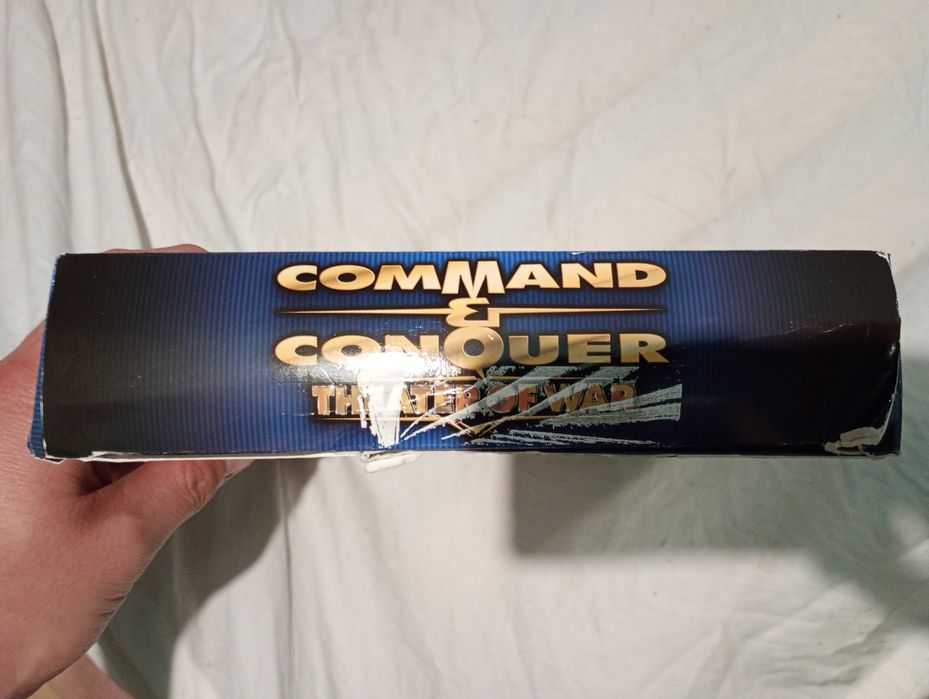 COMMAND
&
CONQUER
THEATER OF WAR